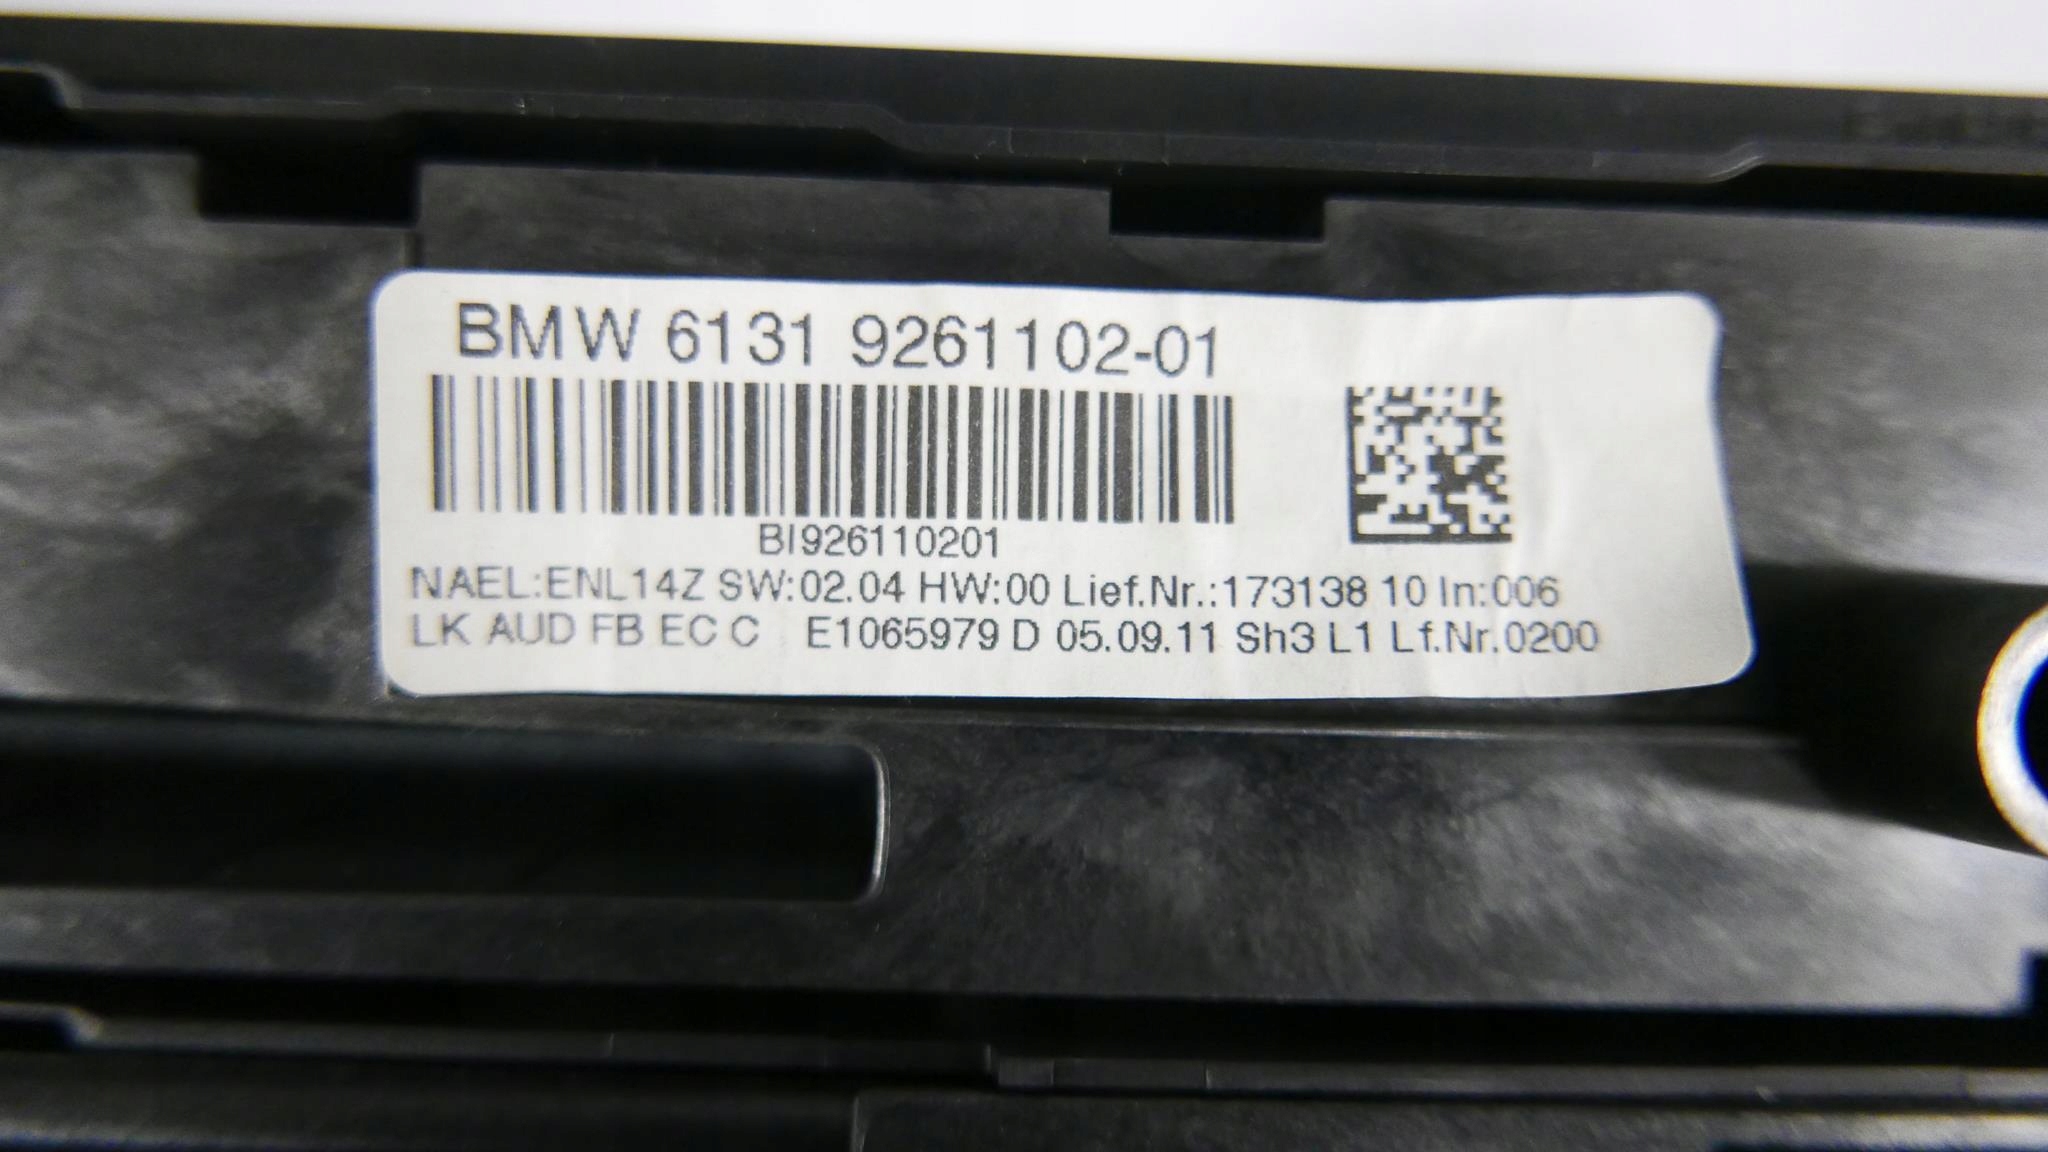 BMW 6131 9261102-01
BI926110201
NAEL:ENL14Z SW:02.04 HW:00 Lief.Nr.:173138 10 In:006
LK AUD FB EC C E1065979 D 05.09.11 Sh3 L1 Lf.Nr.0200